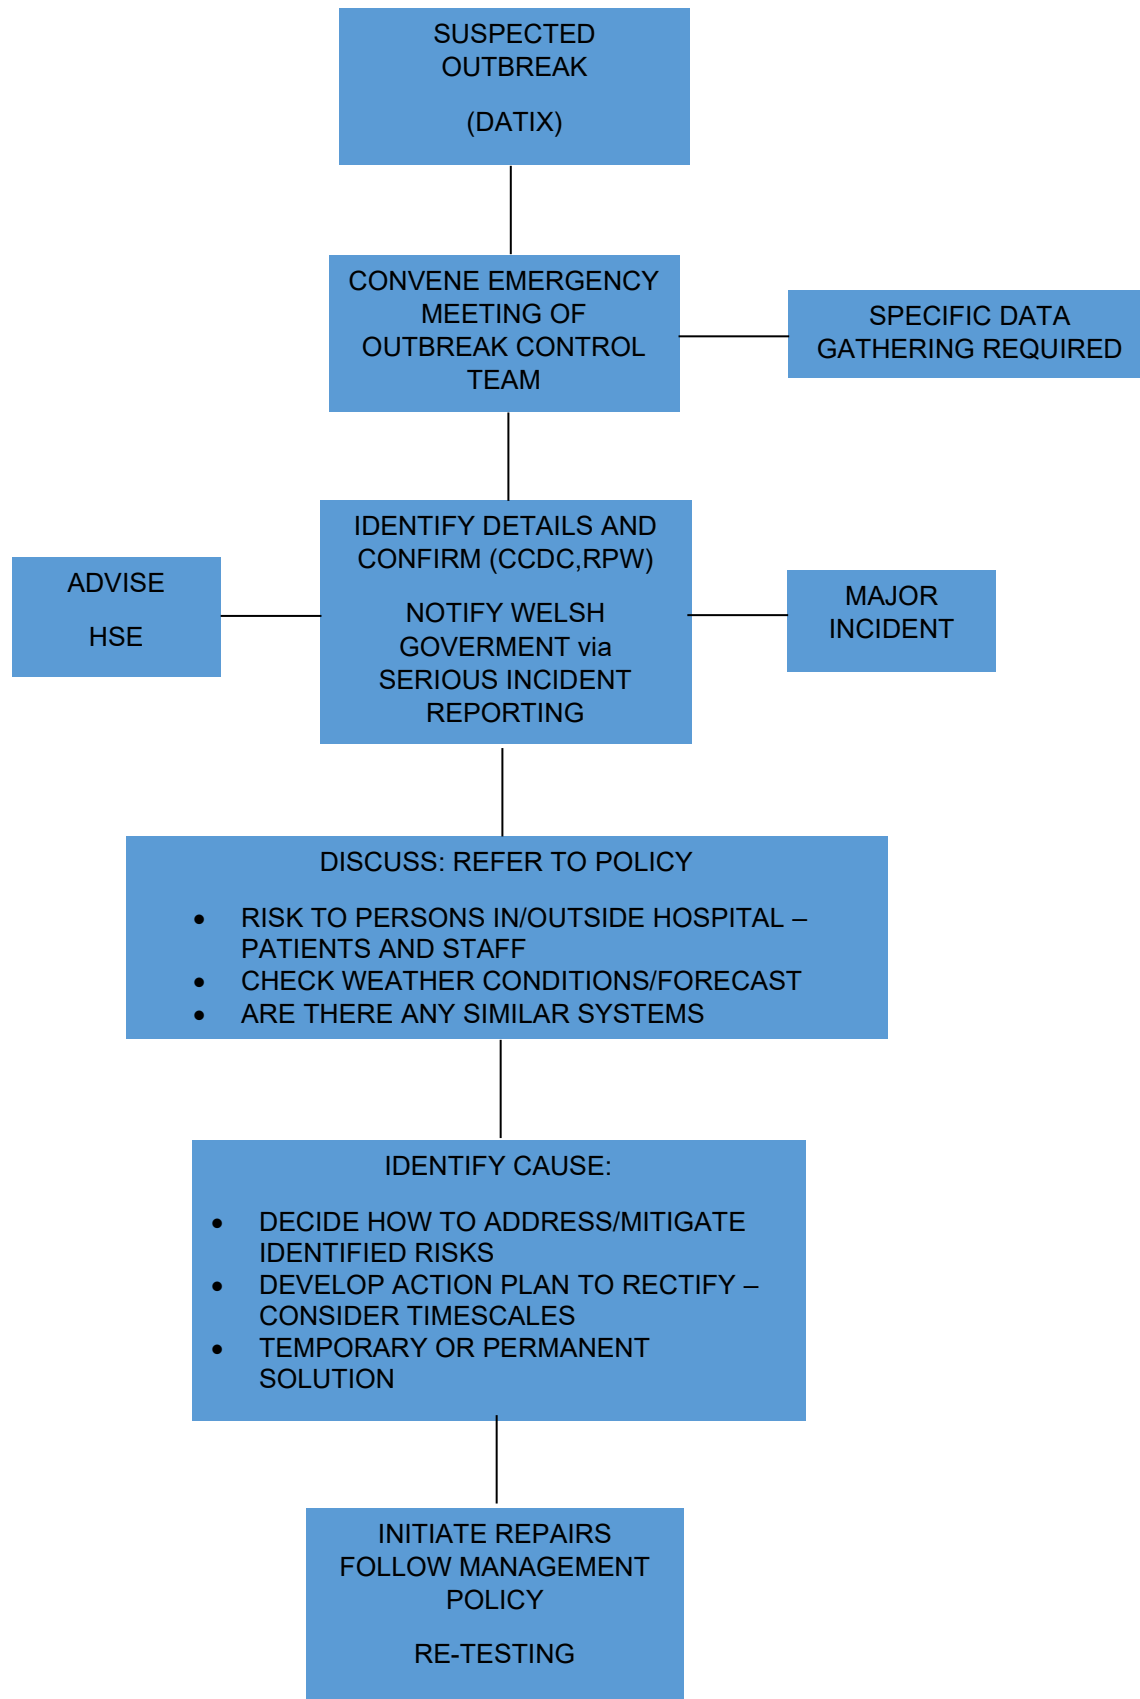 SUSPECTED
OUTBREAK
(DATIX)
CONVENE EMERGENCY
MEETING OF
OUTBREAK CONTROL
TEAM
SPECIFIC DATA
GATHERING REQUIRED
IDENTIFY DETAILS AND
CONFIRM (CCDC,RPW)
NOTIFY WELSH
GOVERMENT via
SERIOUS INCIDENT
REPORTING
ADVISE
HSE
MAJOR
INCIDENT
DISCUSS: REFER TO POLICY
• RISK TO PERSONS IN/OUTSIDE HOSPITAL –
PATIENTS AND STAFF
• CHECK WEATHER CONDITIONS/FORECAST
• ARE THERE ANY SIMILAR SYSTEMS
IDENTIFY CAUSE:
• DECIDE HOW TO ADDRESS/MITIGATE
IDENTIFIED RISKS
• DEVELOP ACTION PLAN TO RECTIFY –
CONSIDER TIMESCALES
• TEMPORARY OR PERMANENT
SOLUTION
INITIATE REPAIRS
FOLLOW MANAGEMENT
POLICY
RE-TESTING